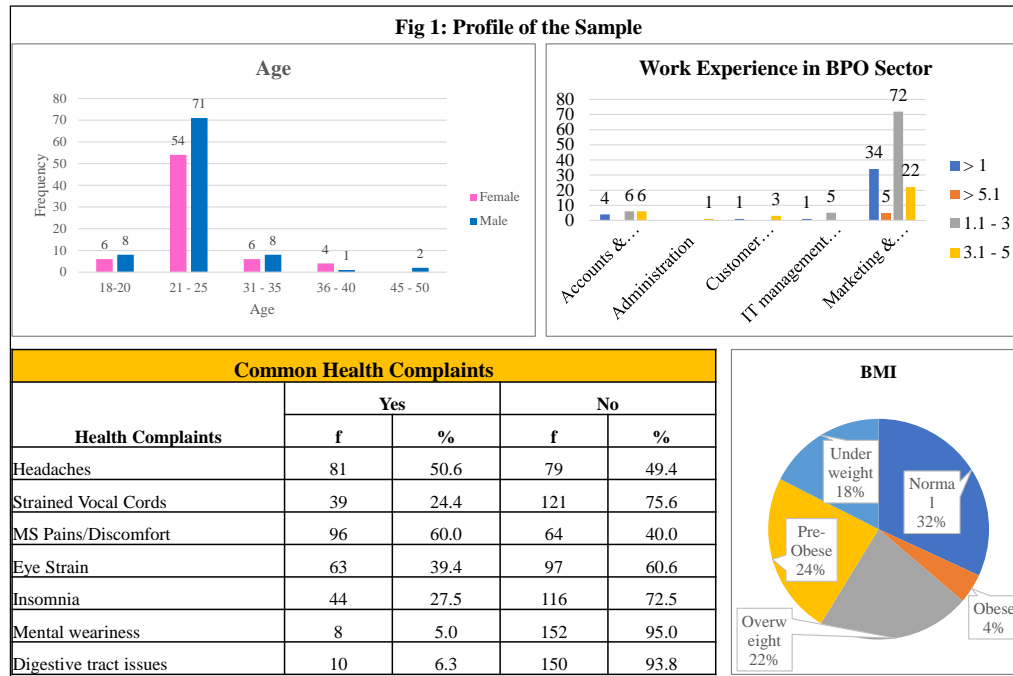 Fig 1: Profile of the Sample
Age
80
70
60
50
40
30
20
10
0
Frequency
6
8
54
71
6
8
4
1
2
18-20
21 - 25
31 - 35
36 - 40
45 - 50
Age
Female
Male
Work Experience in BPO Sector
80
70
60
50
40
30
20
10
0
4
6
6
1
1
3
1
5
34
5
72
22
Accounts &…
Administration
Customer…
IT management…
Marketing &…
> 1
> 5.1
1.1 - 3
3.1 - 5
Common Health Complaints
Yes No
Health Complaints f % f %
Headaches 81 50.6 79 49.4
Strained Vocal Cords 39 24.4 121 75.6
MS Pains/Discomfort 96 60.0 64 40.0
Eye Strain 63 39.4 97 60.6
Insomnia 44 27.5 116 72.5
Mental weariness 8 5.0 152 95.0
Digestive tract issues 10 6.3 150 93.8
BMI
Under
weight
18%
Norma
l
32%
Pre-
Obese
24%
Obese
4%
Overw
eight
22%